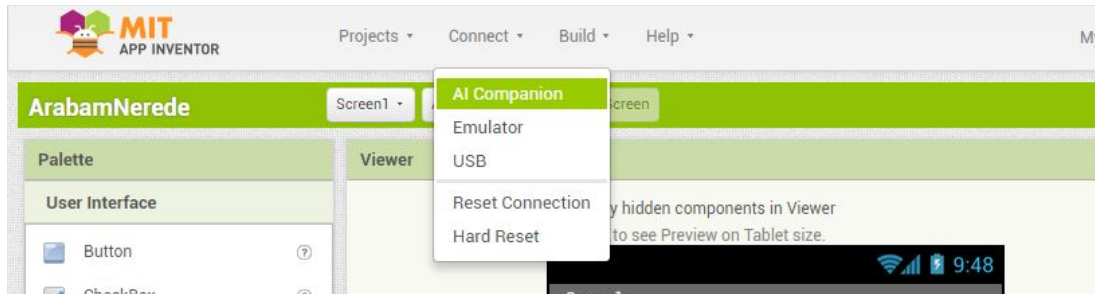 MIT
APP INVENTOR
Projects Connect Build Help
ArabamNerede
Screen1
AI Companion
Emulator
USB
Reset Connection
Hard Reset
Screen
Palette
Viewer
User Interface
y hidden components in Viewer
to see Preview on Tablet size.
Button
9:48